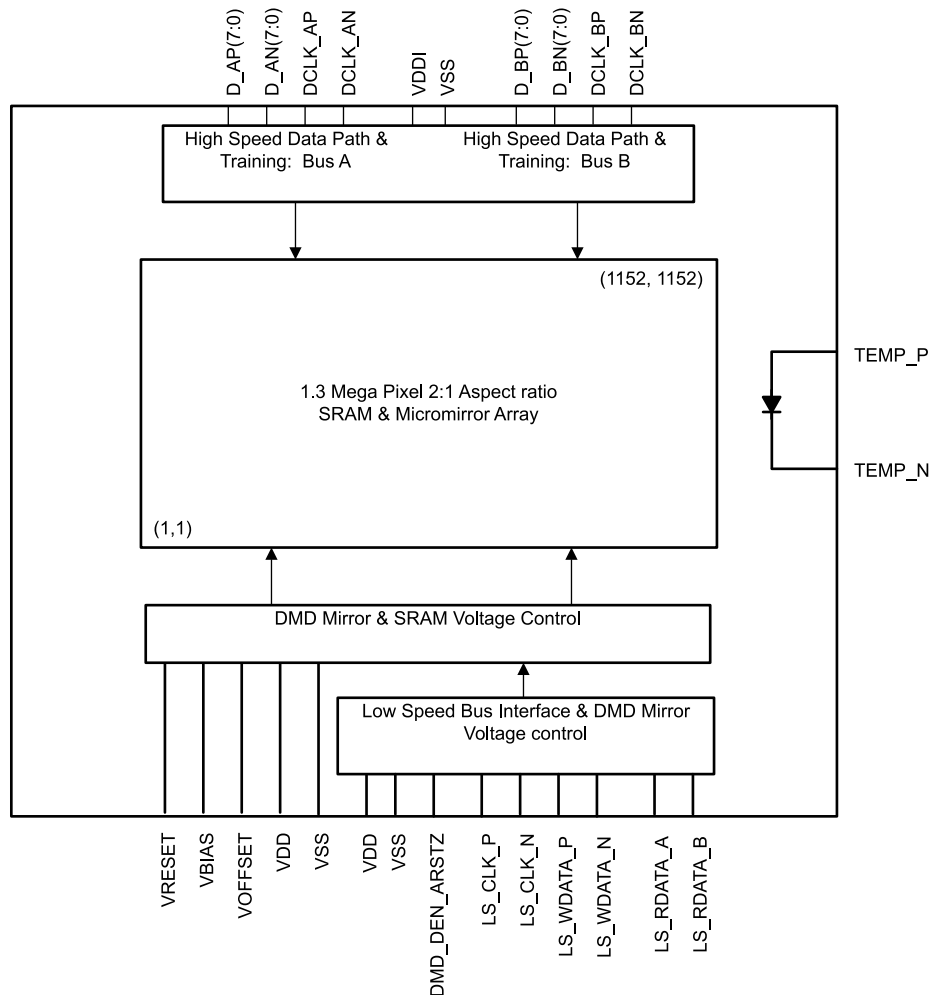 D_AP(7:0)
D_AN(7:0)
DCLK_AP
DCLK_AN
VDDI
VSS
D_BP(7:0)
D_BN(7:0)
DCLK_BP
DCLK_BN
High Speed Data Path &
Training: Bus A
High Speed Data Path &
Training: Bus B
(1152, 1152)
1.3 Mega Pixel 2:1 Aspect ratio
SRAM & Micromirror Array
(1,1)
TEMP_P
TEMP_N
DMD Mirror & SRAM Voltage Control
Low Speed Bus Interface & DMD Mirror
Voltage control
VRESET
VBIAS
VOFFSET
VDD
VSS
VDD
VSS
DMD_DEN_ARSTZ
LS_CLK_P
LS_CLK_N
LS_WDATA_P
LS_WDATA_N
LS_RDATA_A
LS_RDATA_B